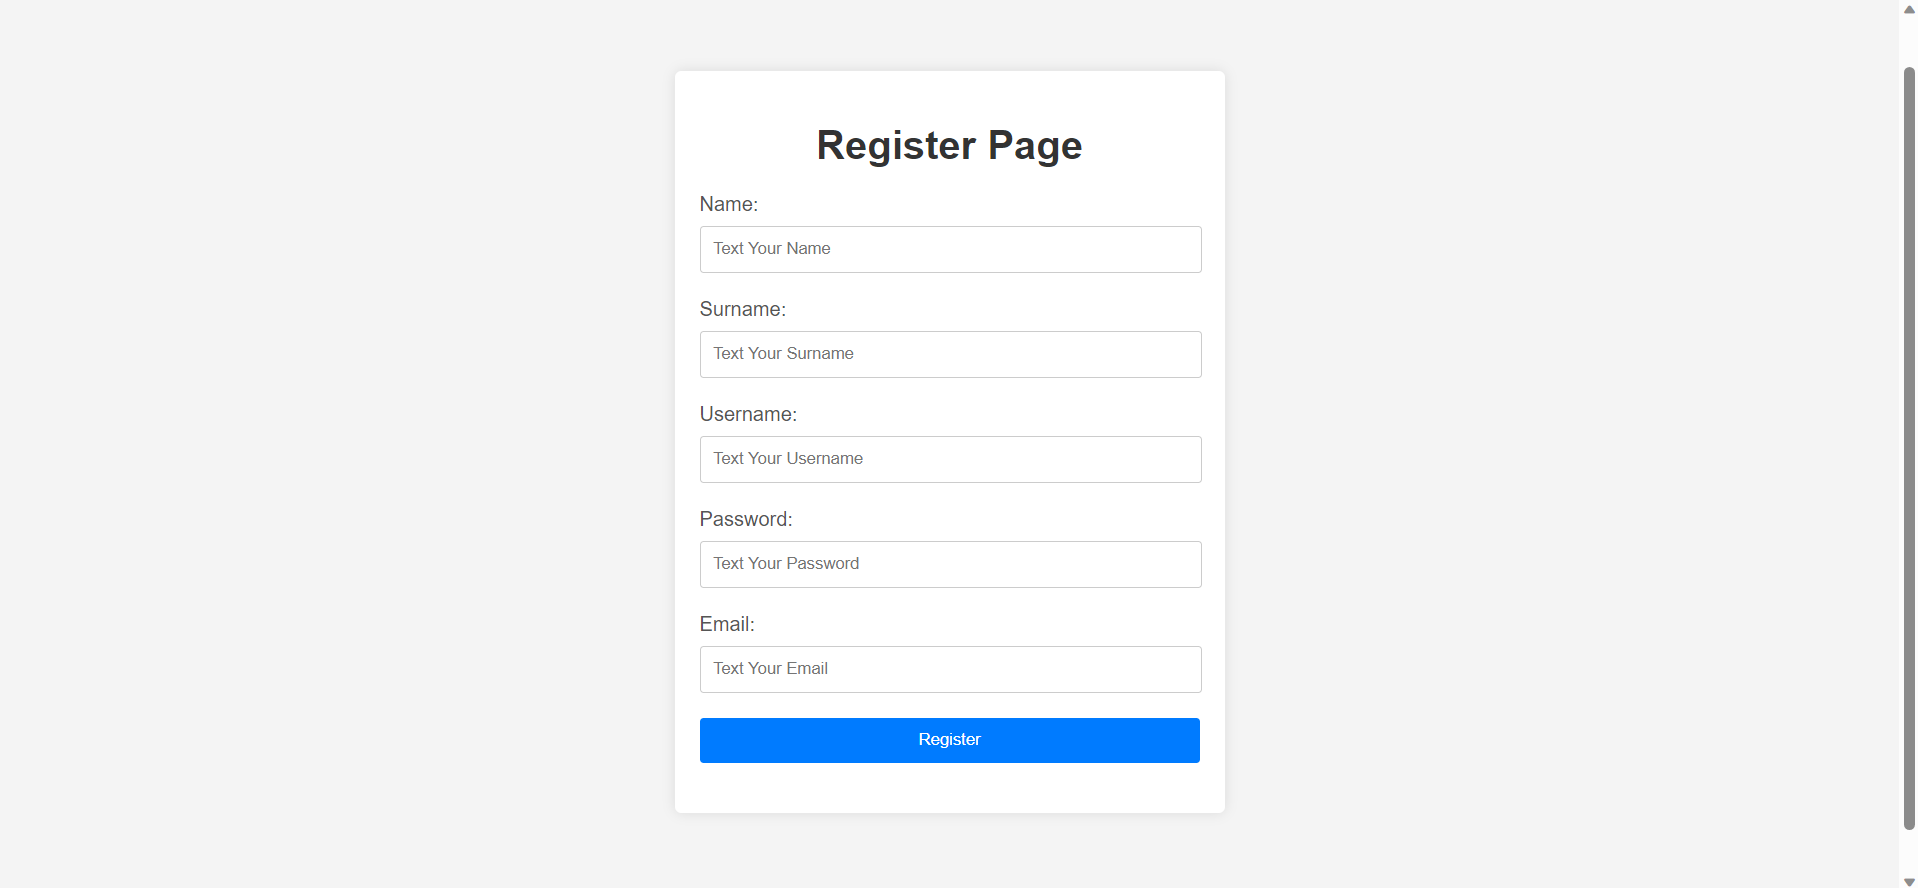 Register Page
Name:
Text Your Name
Surname:
Text Your Surname
Username:
Text Your Username
Password:
Text Your Password
Email:
Text Your Email
Register